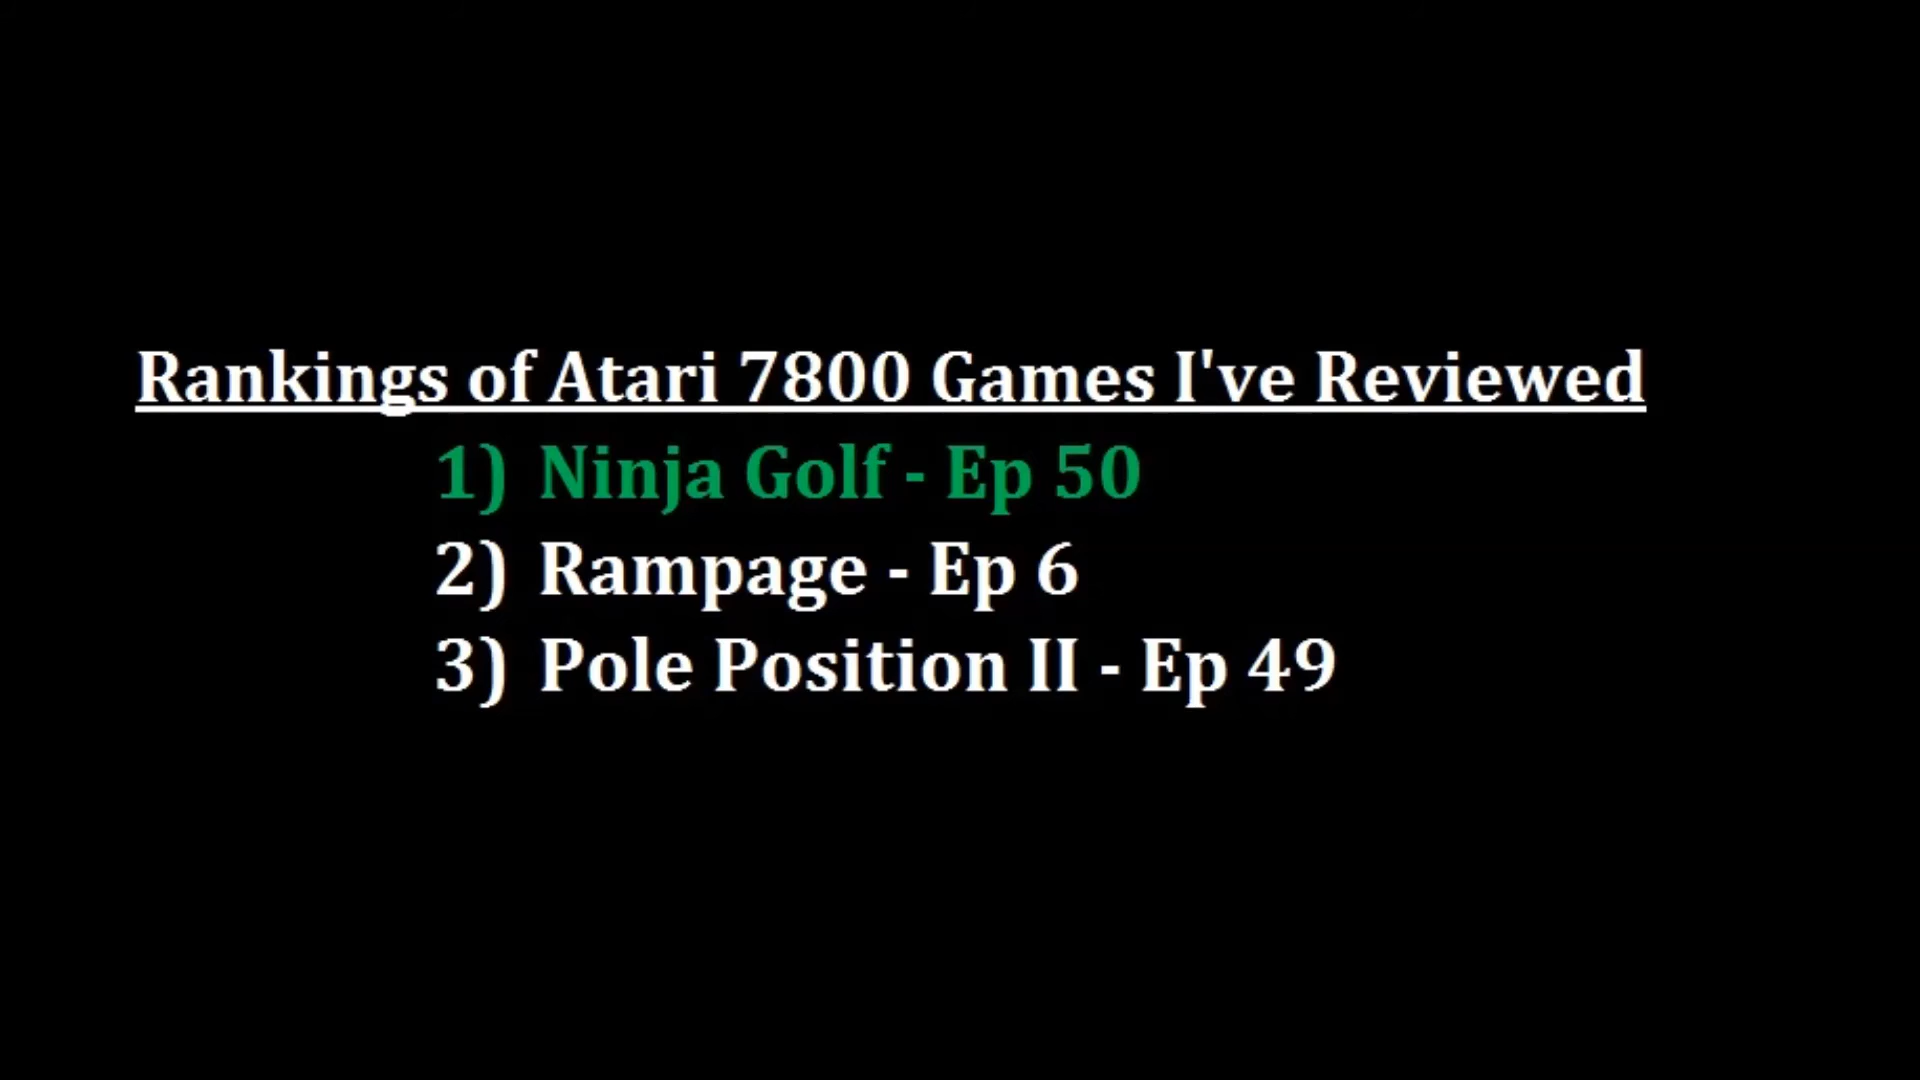 Rankings of Atari 7800 Games I've Reviewed
1) Ninja Golf - Ep 50
2) Rampage - Ep 6
3) Pole Position II - Ep 49